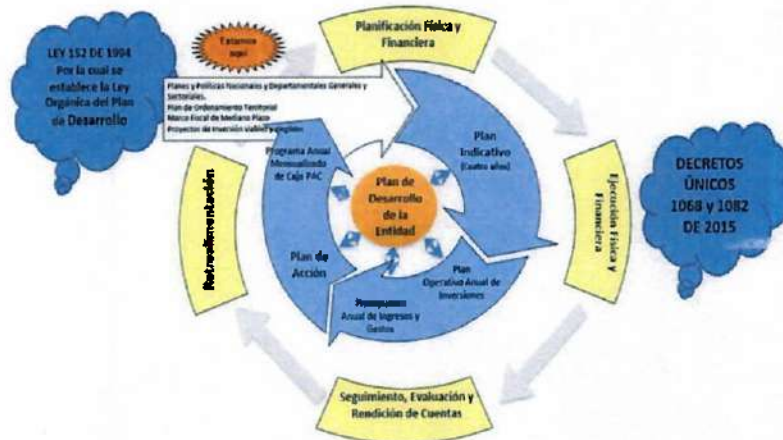 LEY 152 DE 1994
Por la cual se
establece la Ley
Orgánica del Plan
de Desarrollo
Estamos
aquí
Planificación Física y
Financiera
Planes y Políticas Nacionales y Departamentales Generales y
Sectoriales.
Plan de Ordenamiento Territorial
Marco Fiscal de Mediano Plazo
Proyectos de Inversión viables y
Programa Anual
Mensualizado
de Caja PAC
Plan
Indicativo
(Cuatro años)
Plan de
Desarrollo
de la
Entidad
Retroalimentación
Ejecución Física y
Financiera
DECRETOS
ÚNICOS
1068 y 1082
DE 2015
Plan de
Acción
Plan
Operativo Anual de
Inversiones
Presupuesto
Anual de Ingresos y
Gastos
Seguimiento, Evaluación y
Rendición de Cuentas